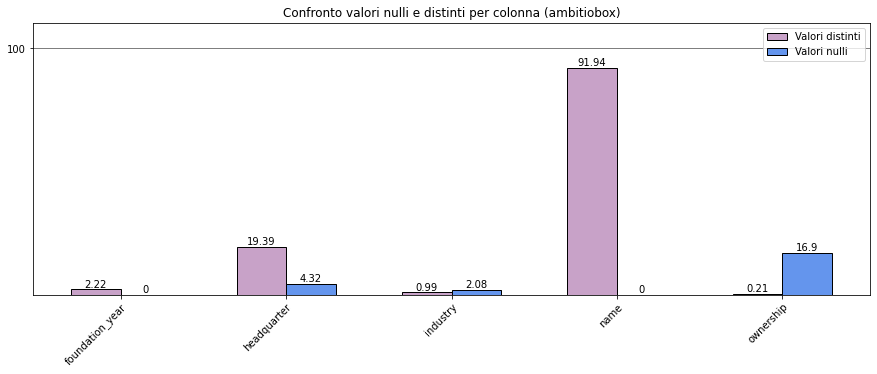 Confronto valori nulli e distinti per colonna (ambitiobox)
100
Valori distinti
Valori nulli
2.22
0
19.39
4.32
0.99
2.08
91.94
0
0.21
16.9
foundation_year
headquarter
industry
name
ownership